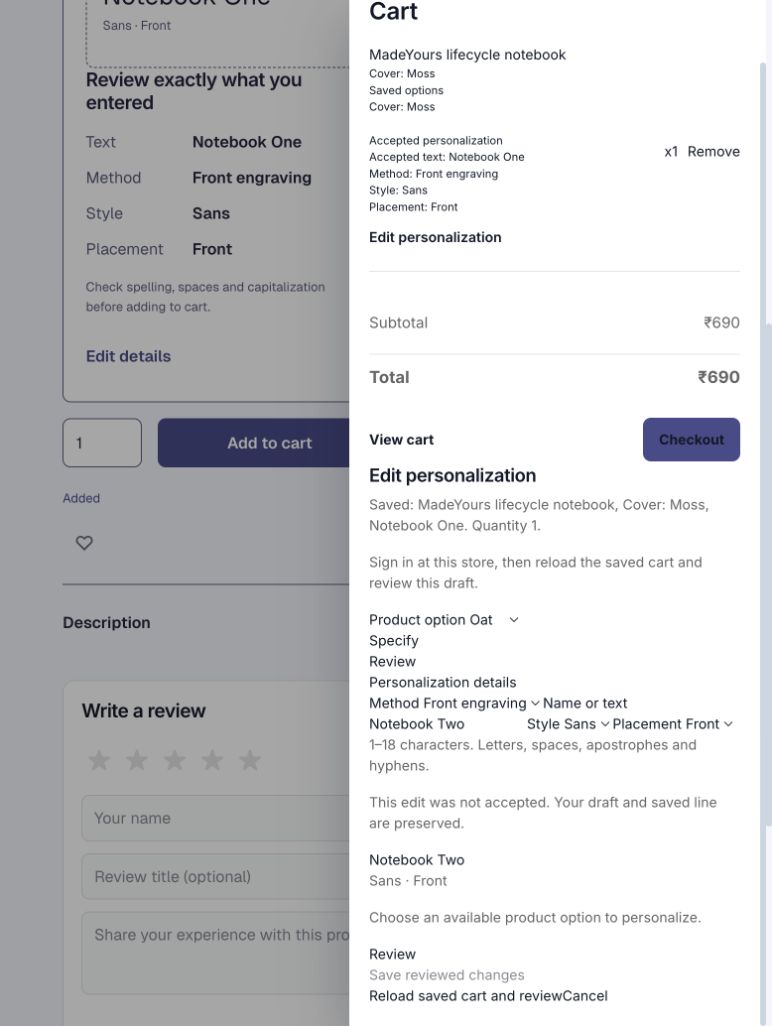 Notebook One
Sans · Front
Review exactly what you
entered
Text Notebook One
Method Front engraving
Style Sans
Placement Front
Check spelling, spaces and capitalization
before adding to cart.
Edit details
1
Add to cart
Added
Description
Write a review
Your name
Review title (optional)
Share your experience with this pro
Cart
MadeYours lifecycle notebook
Cover: Moss
Saved options
Cover: Moss
Accepted personalization
Accepted text: Notebook One
Method: Front engraving
Style: Sans
Placement: Front
x1 Remove
Edit personalization
Subtotal ₹690
Total ₹690
View cart Checkout
Edit personalization
Saved: MadeYours lifecycle notebook, Cover: Moss,
Notebook One. Quantity 1.
Sign in at this store, then reload the saved cart and
review this draft.
Product option Oat
Specify
Review
Personalization details
Method Front engraving Name or text
Notebook Two Style Sans Placement Front
1–18 characters. Letters, spaces, apostrophes and
hyphens.
This edit was not accepted. Your draft and saved line
are preserved.
Notebook Two
Sans · Front
Choose an available product option to personalize.
Review
Save reviewed changes
Reload saved cart and reviewCancel